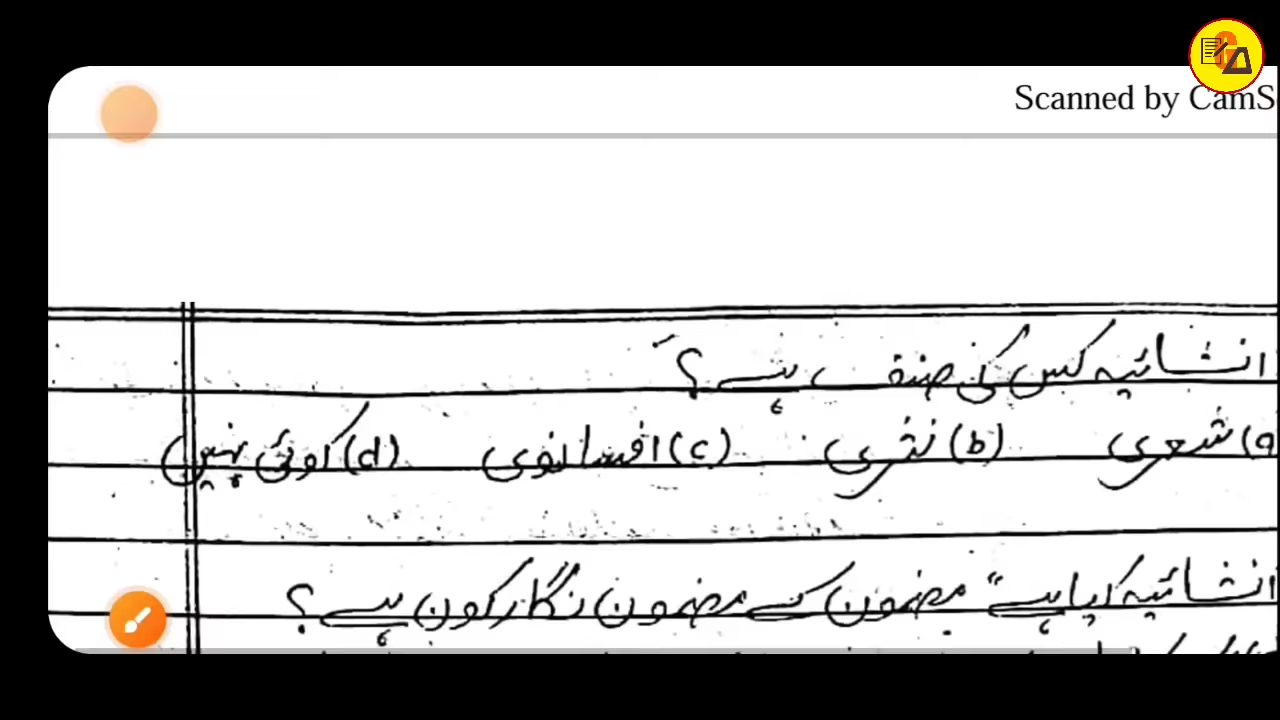 Scanned by CamS
انشائیہ کس کی صنف ہے؟
(a) شعری (b) نثری (c) افسانوی (d) کوئی نہیں
انشائیہ کیا ہے" مضمون کے مضمون نگار کون ہے؟